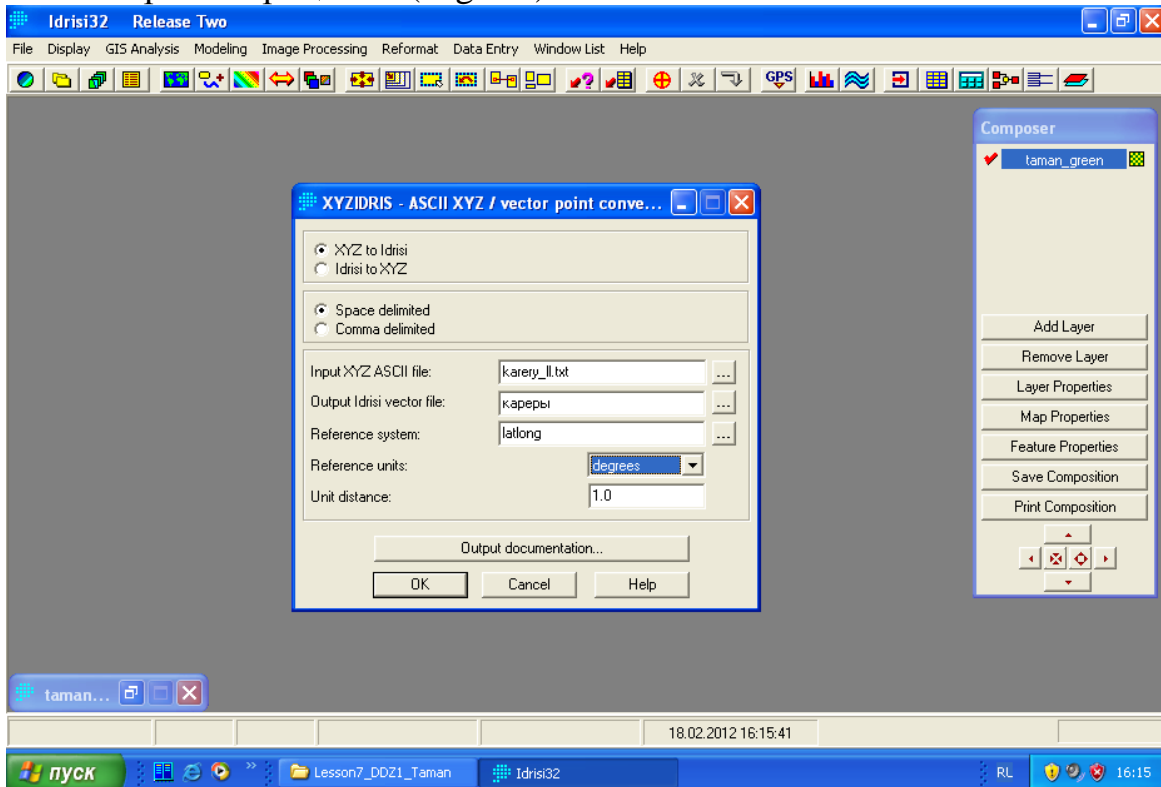 Idrisi32 Release Two
File Display GIS Analysis Modeling Image Processing Reformat Data Entry Window List Help
GPS
Composer
taman_green
XYZIDRIS - ASCII XYZ / vector point conve...
XYZ to Idrisi
Idrisi to XYZ
Space delimited
Comma delimited
Input XYZ ASCII file: karery_ll.txt ...
Output Idrisi vector file: кареры ...
Reference system: latlong ...
Reference units: degrees
Unit distance: 1.0
Output documentation...
OK Cancel Help
Add Layer
Remove Layer
Layer Properties
Map Properties
Feature Properties
Save Composition
Print Composition
taman...
18.02.2012 16:15:41
пуск
Lesson7_DDZ1_Taman
Idrisi32
RL
16:15